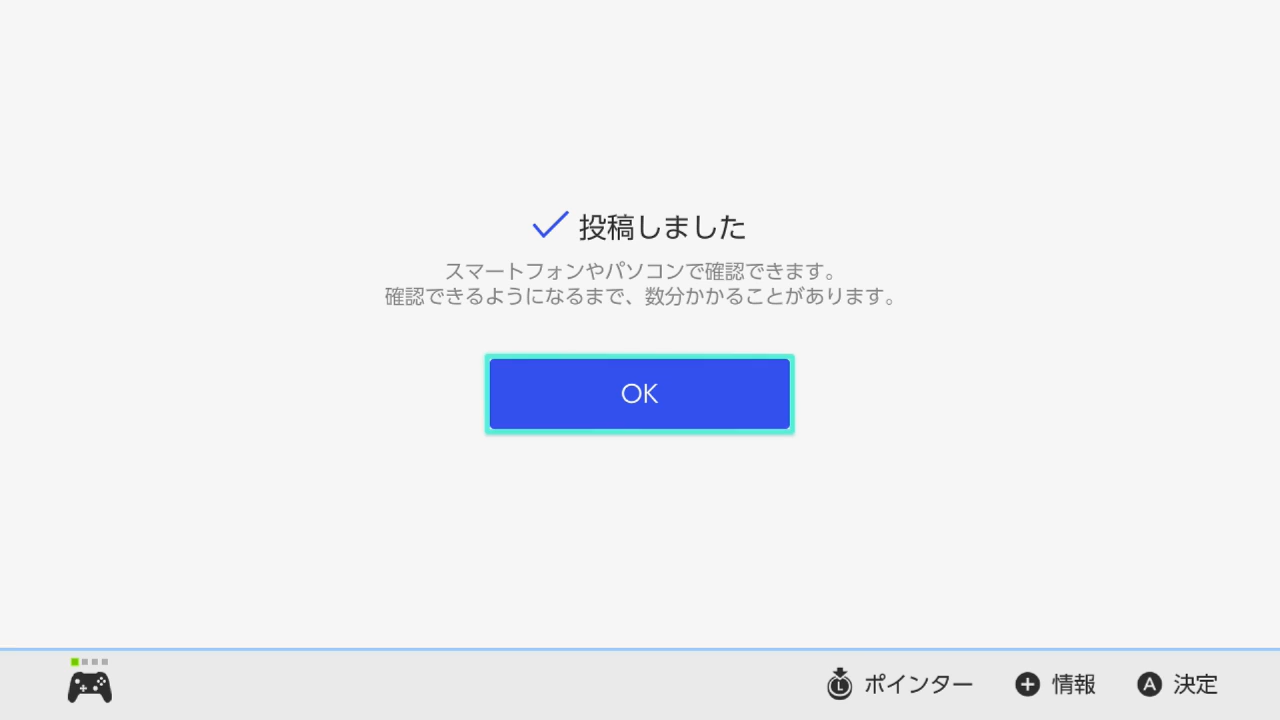 投稿しました
スマートフォンやパソコンで確認できます。
確認できるようになるまで、数分かかることがあります。
OK
L ポインター + 情報 A 決定